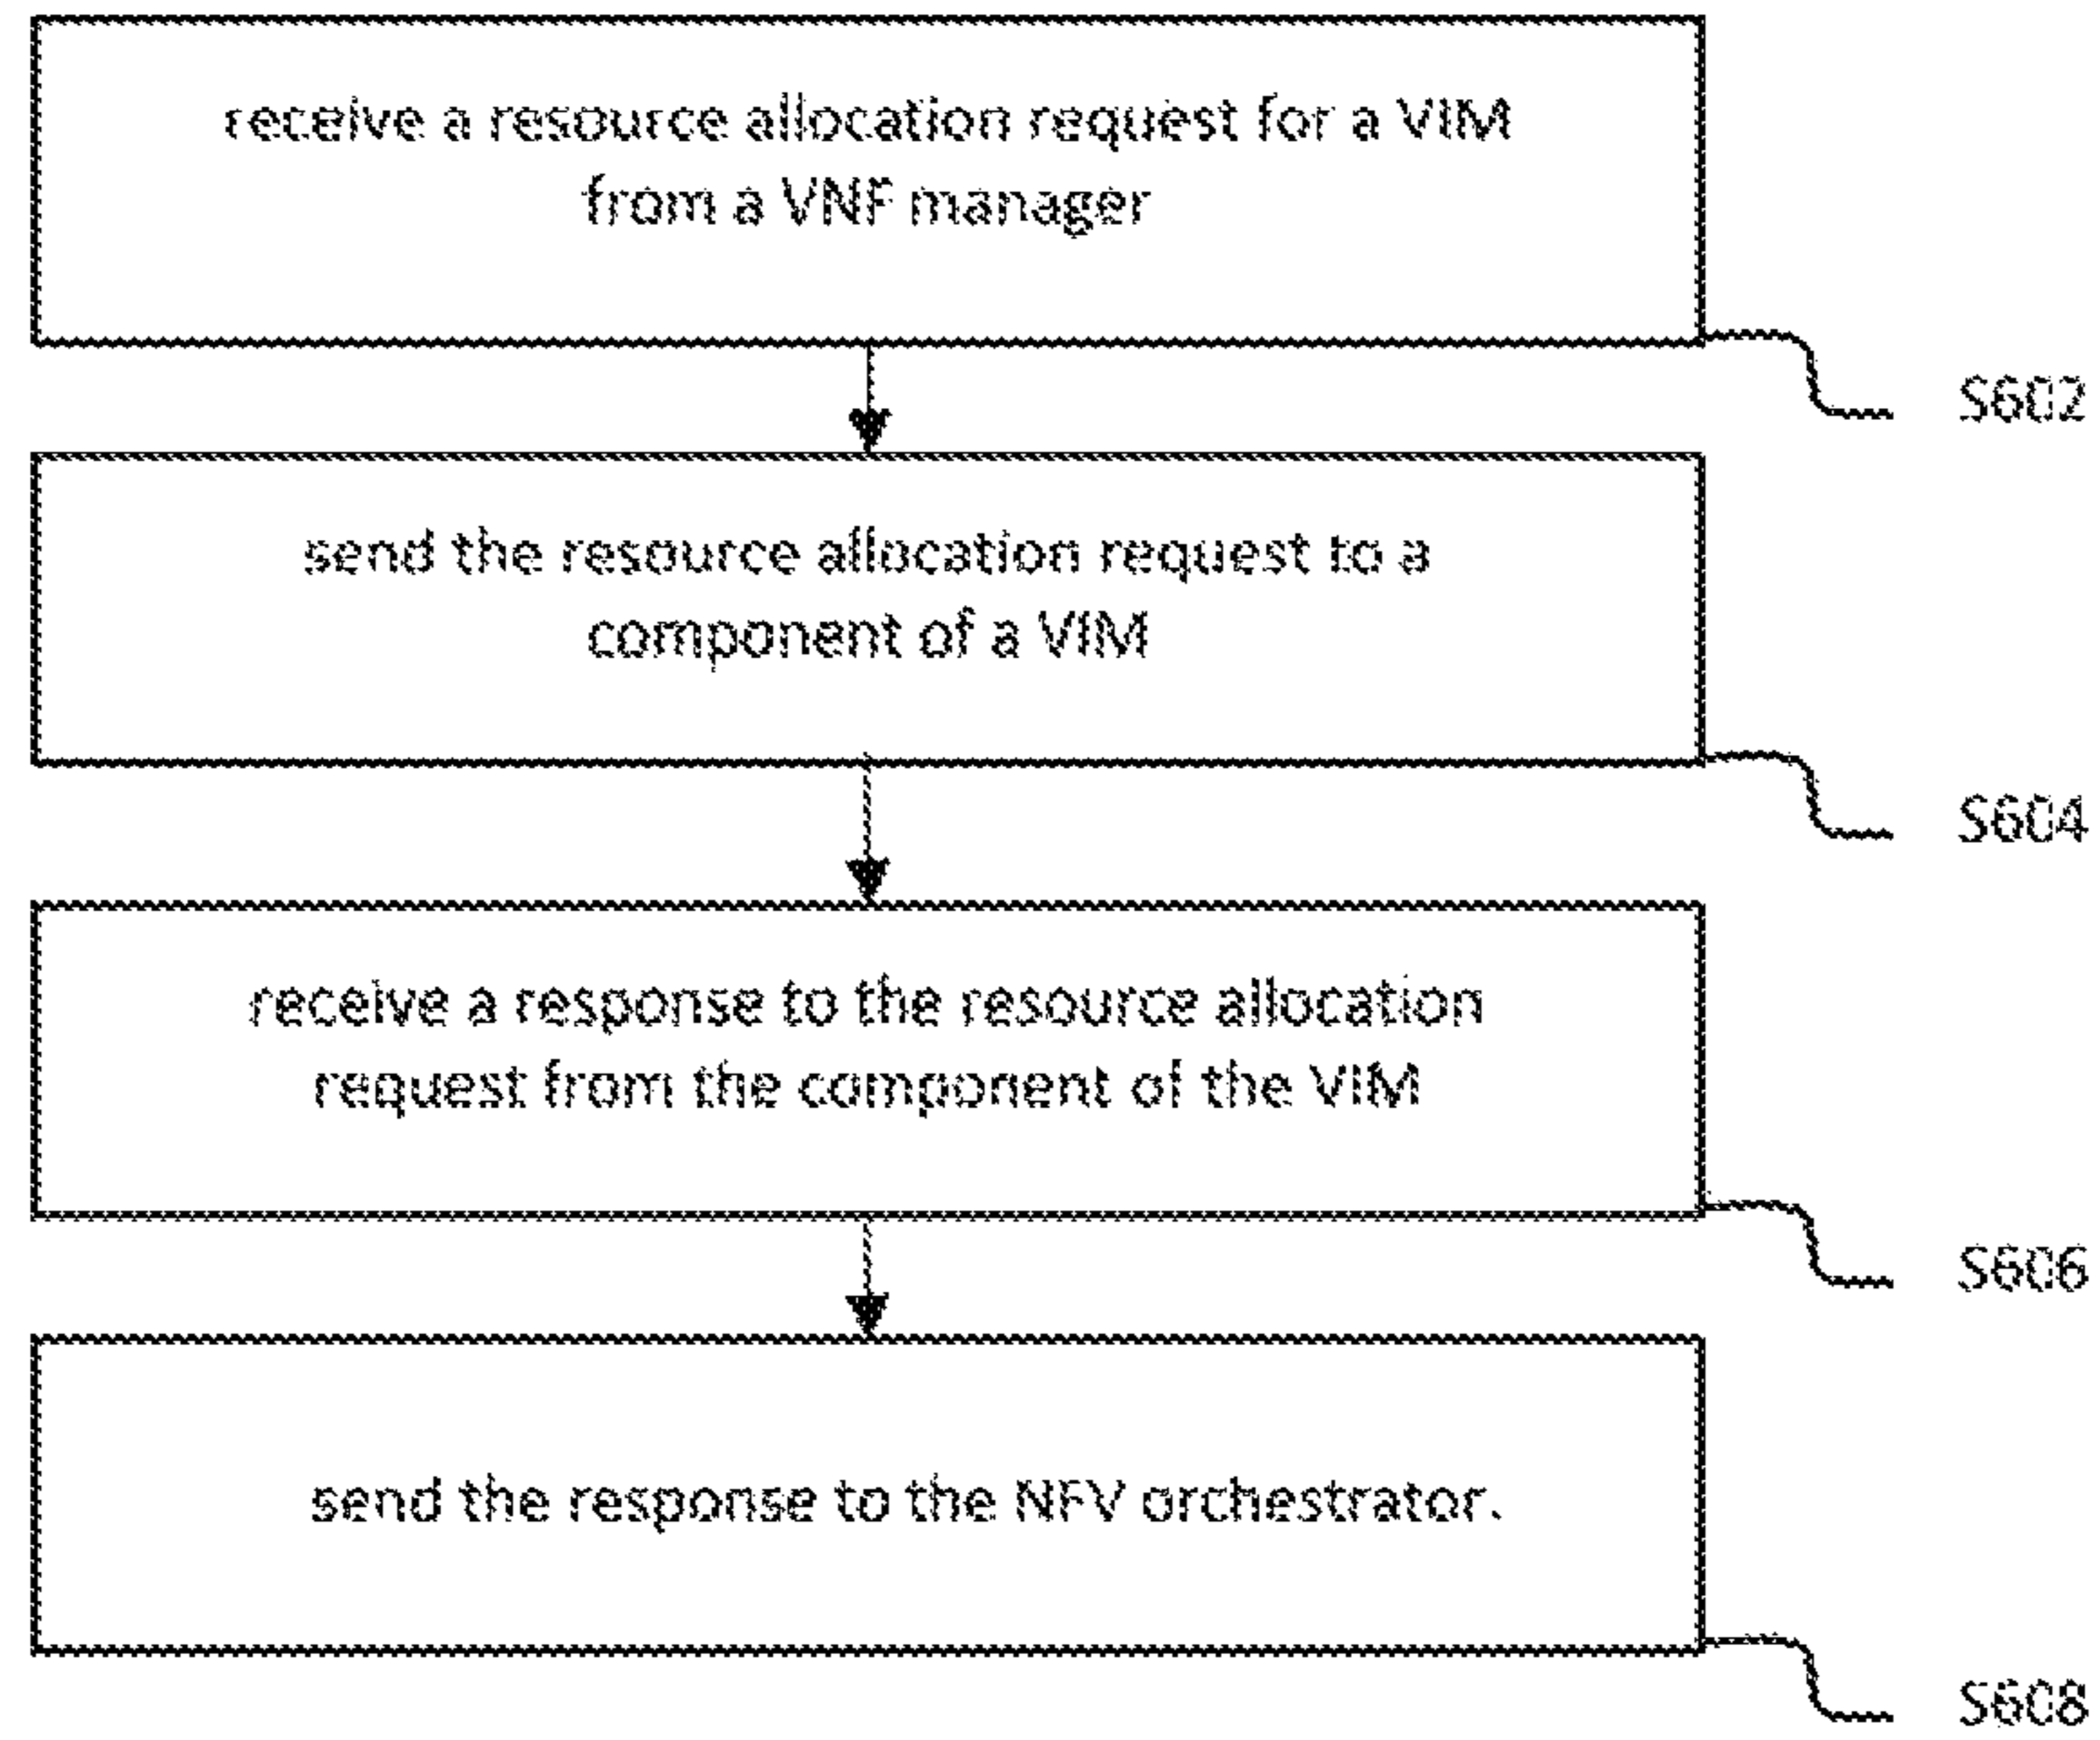 receive a resource allocation request for a VIM
from a VNF manager
S602
send the resource allocation request to a
component of a VIM
S604
receive a response to the resource allocation
request from the component of the VIM
S606
send the response to the NFV orchestrator.
S608